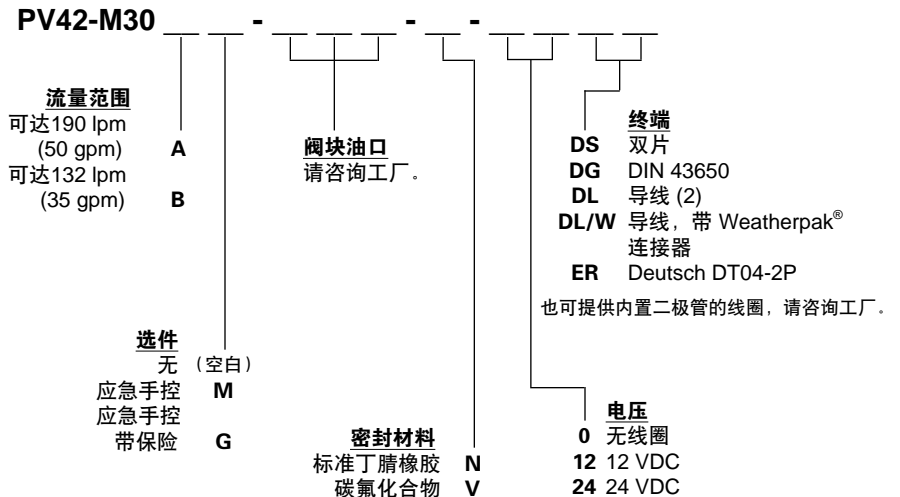 PV42-M30 __ __ - __ __ __ - __ - __ __ __ __
流量范围
可达190 lpm
(50 gpm) A
可达132 lpm
(35 gpm) B
选件
无 (空白)
应急手控 M
应急手控
带保险 G
阀块油口
请咨询工厂。
密封材料
标准丁腈橡胶 N
碳氟化合物 V
终端
DS 双片
DG DIN 43650
DL 导线 (2)
DL/W 导线，带 Weatherpak®
连接器
ER Deutsch DT04-2P
也可提供内置二极管的线圈，请咨询工厂。
电压
0 无线圈
12 12 VDC
24 24 VDC